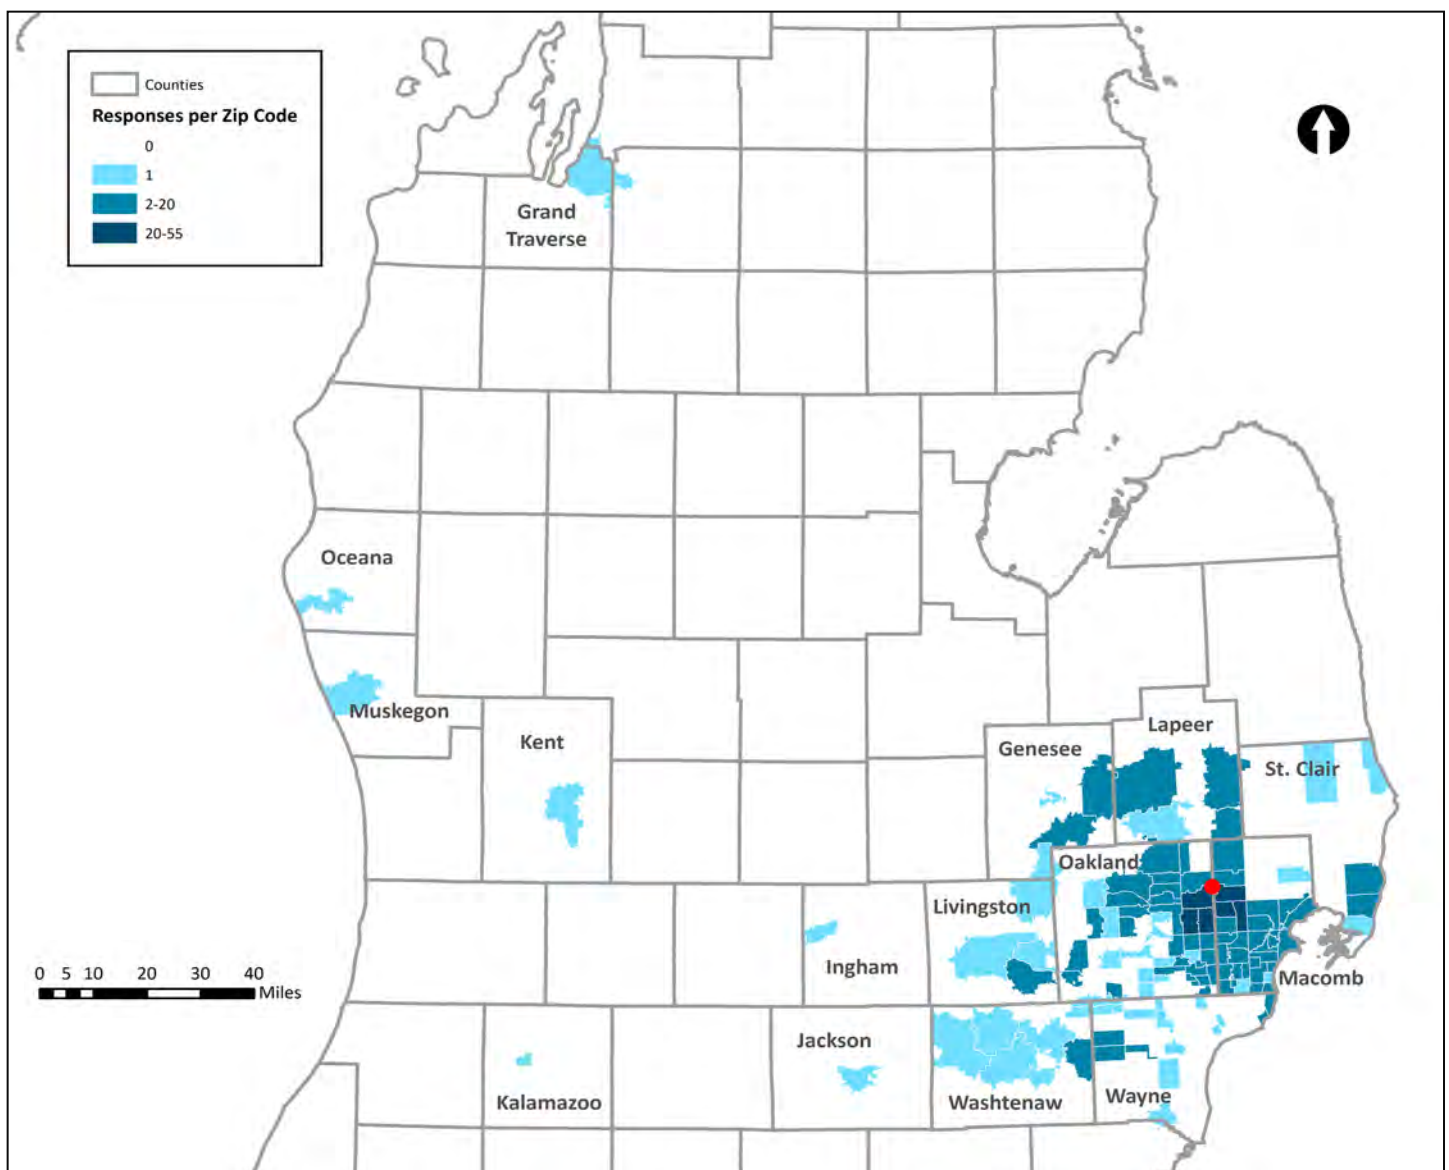 Counties
Responses per Zip Code
0
1
2-20
20-55
Grand
Traverse
Oceana
Muskegon
Kent
Lapeer
Genesee
St. Clair
Oakland
Livingston
Ingham
Macomb
0 5 10 20 30 40
Miles
Jackson
Kalamazoo
Washtenaw
Wayne